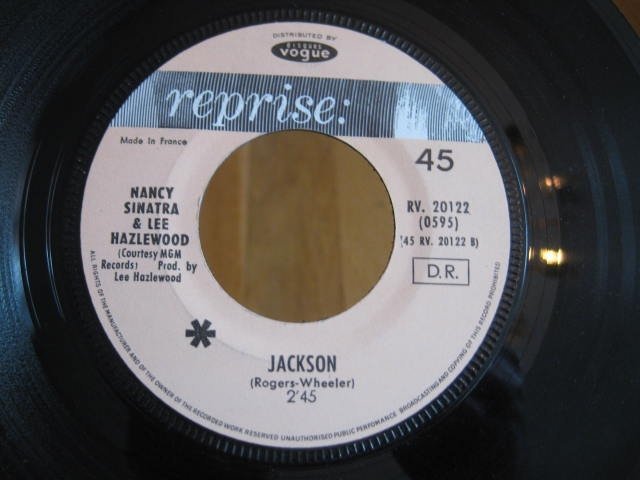 DISTRIBUTED BY
DISQUES
vogue
reprise:
Made in France
45
NANCY
SINATRA
& LEE
HAZLEWOOD
(Courtesy MGM
Records) Prod. by
Lee Hazlewood
RV. 20122
(0595)
(45 RV. 20122 B)
D.R.
*
JACKSON
(Rogers-Wheeler)
2'45
ALL RIGHTS OF THE MANUFACTURER AND OF THE OWNER OF THE RECORDED WORK RESERVED UNAUTHORISED PUBLIC PERFOMANCE BROADCASTING AND COPYING OF THIS RECORD PROHIBITED